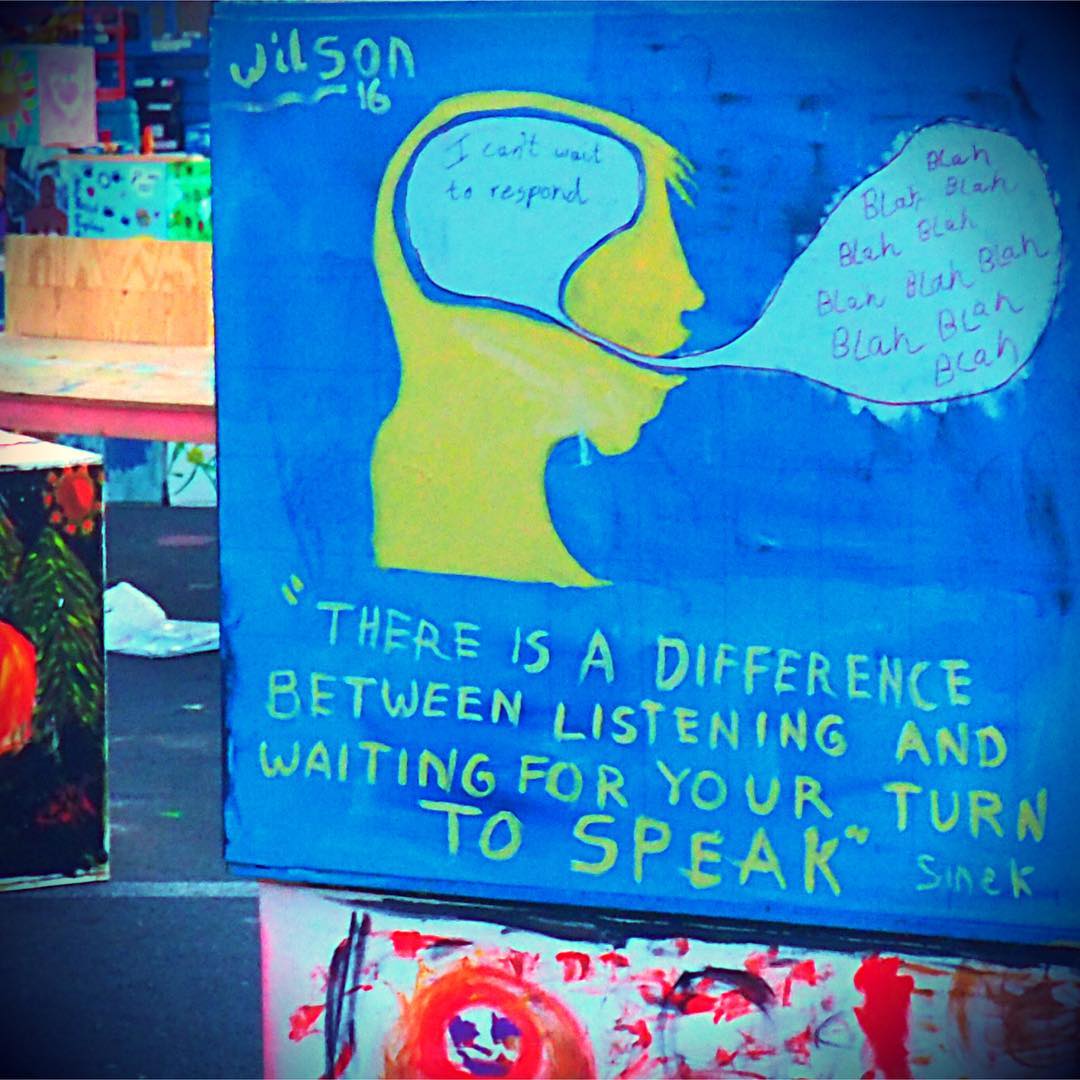 Wilson
16
I can't wait
to respond
Blah
Blah Blah
Blah Blah
Blah Blah Blah
Blah Blah
Blah
"THERE IS A DIFFERENCE
BETWEEN LISTENING AND
WAITING FOR YOUR TURN
TO SPEAK"
Sinek